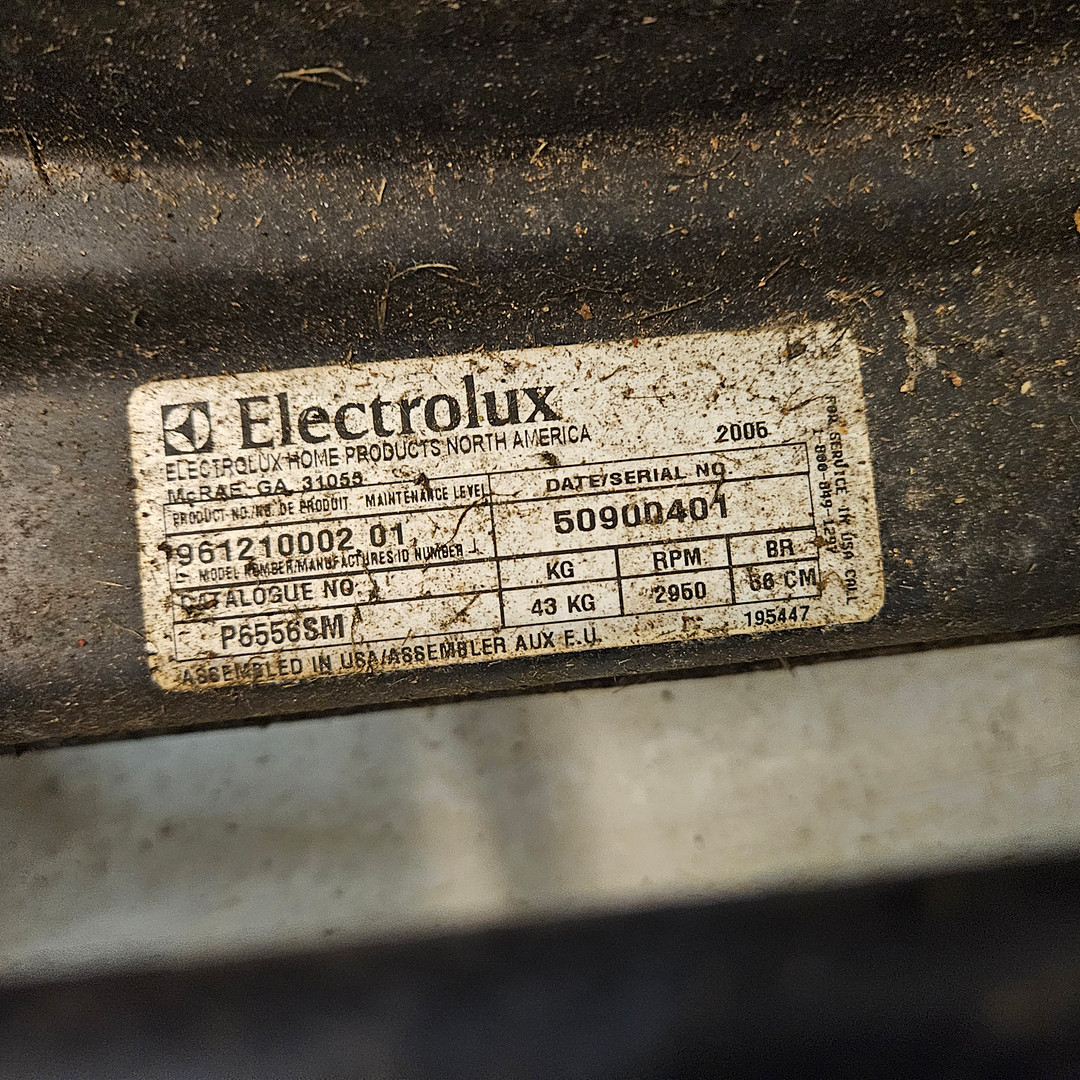 Electrolux
ELECTROLUX HOME PRODUCTS NORTH AMERICA
McRAE GA 31055
2005
PRODUCT NO./NO. DE PRODUIT MAINTENANCE LEVEL
DATE/SERIAL NO
961210002 01
MODEL NUMBER/MANUFACTURES ID NUMBER
CATALOGUE NO
P6556SM
KG
RPM
BR
43 KG
2950
56 CM
195447
ASSEMBLED IN USA/ASSEMBLER AUX E.U.
FOR SERVICE IN USA CALL